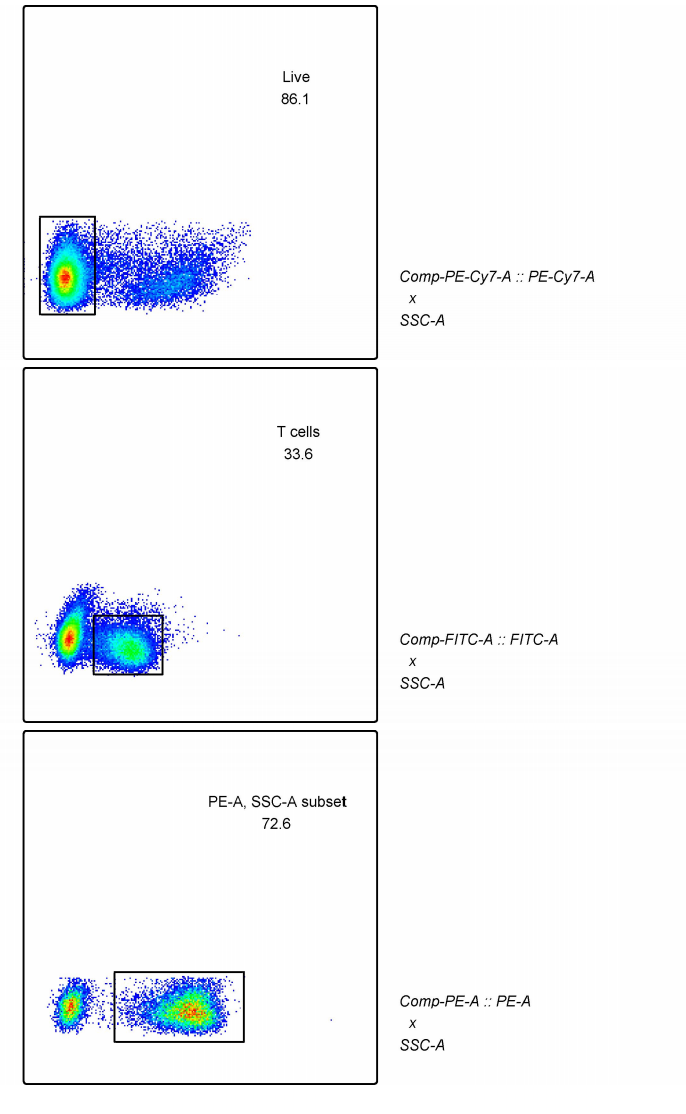 Live
86.1
Comp-PE-Cy7-A :: PE-Cy7-A
x
SSC-A
T cells
33.6
Comp-FITC-A :: FITC-A
x
SSC-A
PE-A, SSC-A subset
72.6
Comp-PE-A :: PE-A
x
SSC-A